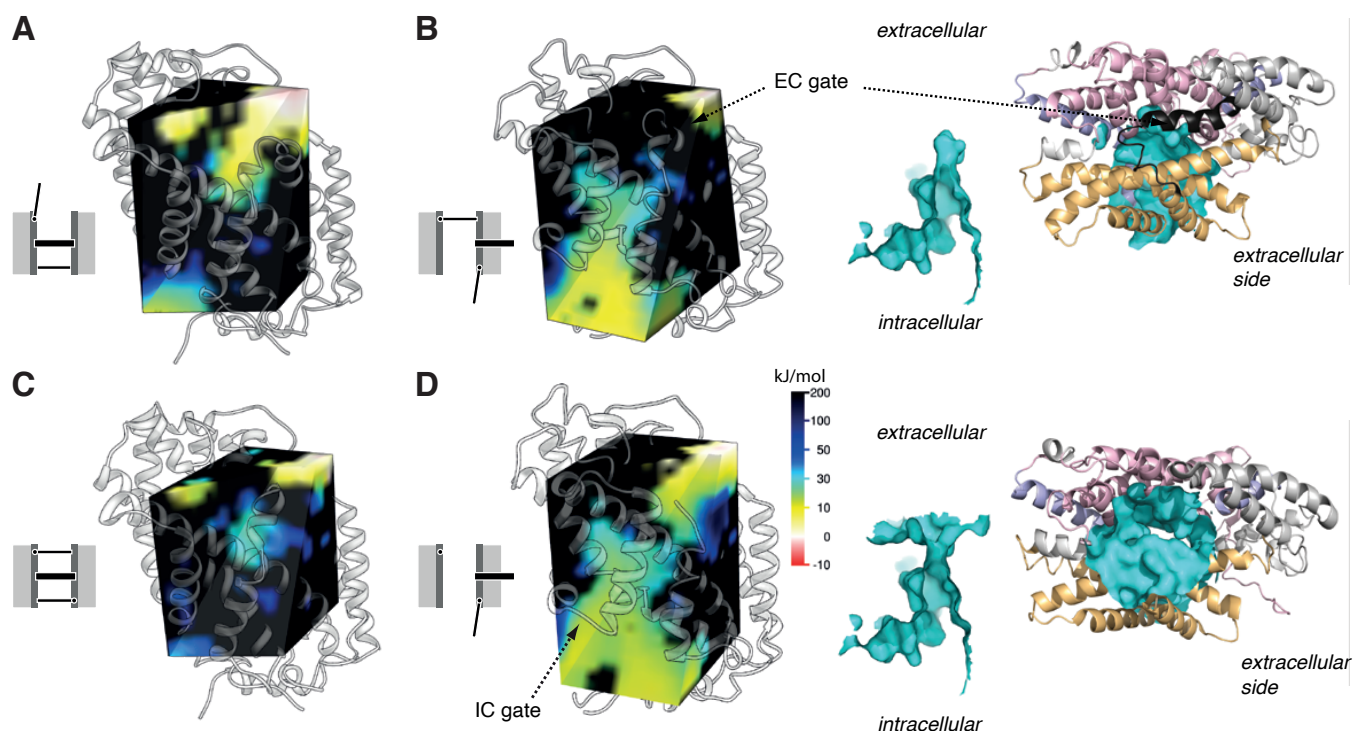 A
B
extracellular
EC gate
intracellular
extracellular
side
C
D
kJ/mol
200
100
50
30
10
0
-10
extracellular
IC gate
intracellular
extracellular
side